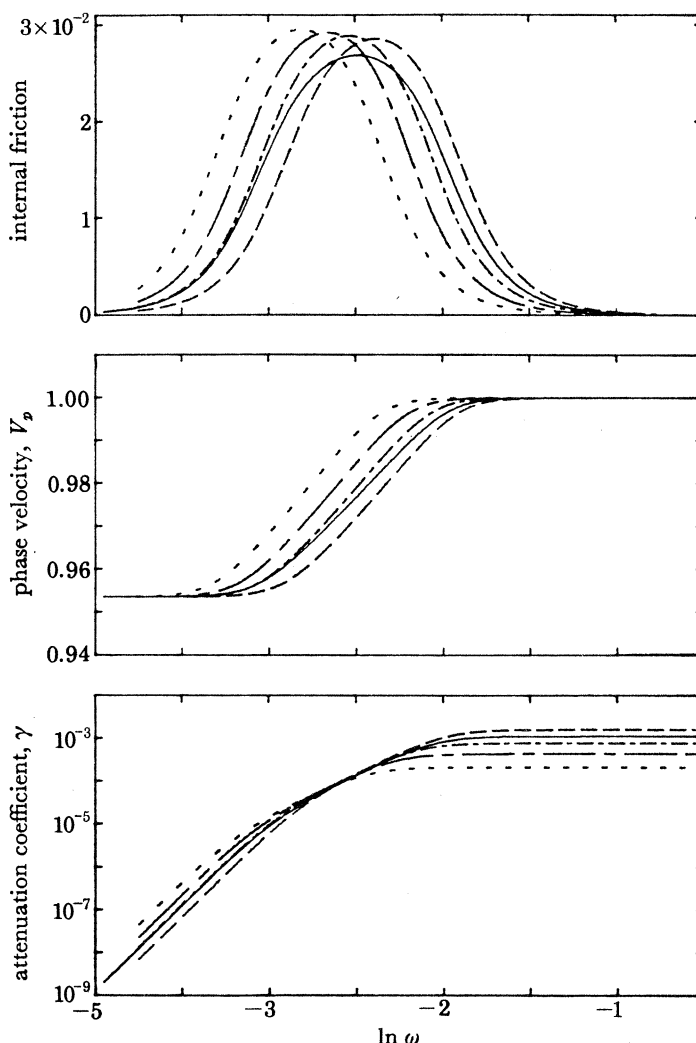 3×10⁻²
2
1
0
internal friction
1.00
0.98
0.96
0.94
phase velocity, Vₚ
10⁻³
10⁻⁵
10⁻⁷
10⁻⁹
attenuation coefficient, γ
−5 −3 −2 −1
ln ω